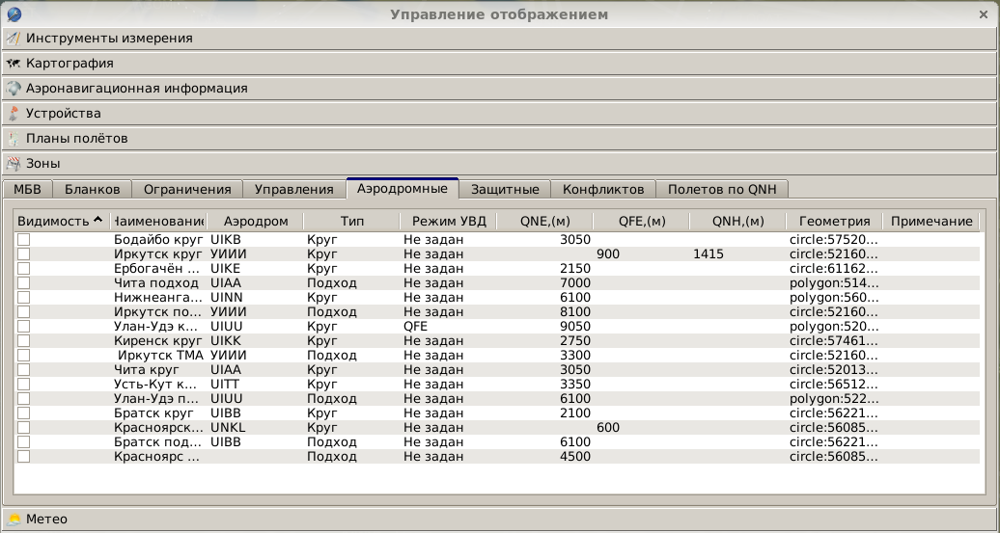 Управление отображением
Инструменты измерения
Картография
Аэронавигационная информация
Устройства
Планы полётов
Зоны
МБВ Бланков Ограничения Управления Аэродромные Защитные Конфликтов Полетов по QNH
Видимость Наименование Аэродром Тип Режим УВД QNE,(м) QFE,(м) QNH,(м) Геометрия Примечание
Бодайбо круг UIKB Круг Не задан 3050 circle:57520...
Иркутск круг УИИИ Круг Не задан 900 1415 circle:52160...
Ербогачён ... UIKE Круг Не задан 2150 circle:61162...
Чита подход UIAA Подход Не задан 7000 polygon:514...
Нижнеанга... UINN Круг Не задан 6100 polygon:560...
Иркутск по... УИИИ Подход Не задан 8100 circle:52160...
Улан-Удэ к... UIUU Круг QFE 9050 polygon:520...
Киренск круг UIKK Круг Не задан 2750 circle:57461...
Иркутск ТМА УИИИ Подход Не задан 3300 circle:52160...
Чита круг UIAA Круг Не задан 3050 circle:52013...
Усть-Кут к... UITT Круг Не задан 3350 circle:56512...
Улан-Удэ п... UIUU Подход Не задан 6100 polygon:522...
Братск круг UIBB Круг Не задан 2100 circle:56221...
Красноярск... UNKL Круг Не задан 600 circle:56085...
Братск под... UIBB Подход Не задан 6100 circle:56221...
Красноярс ... Подход Не задан 4500 circle:56085...
Метео